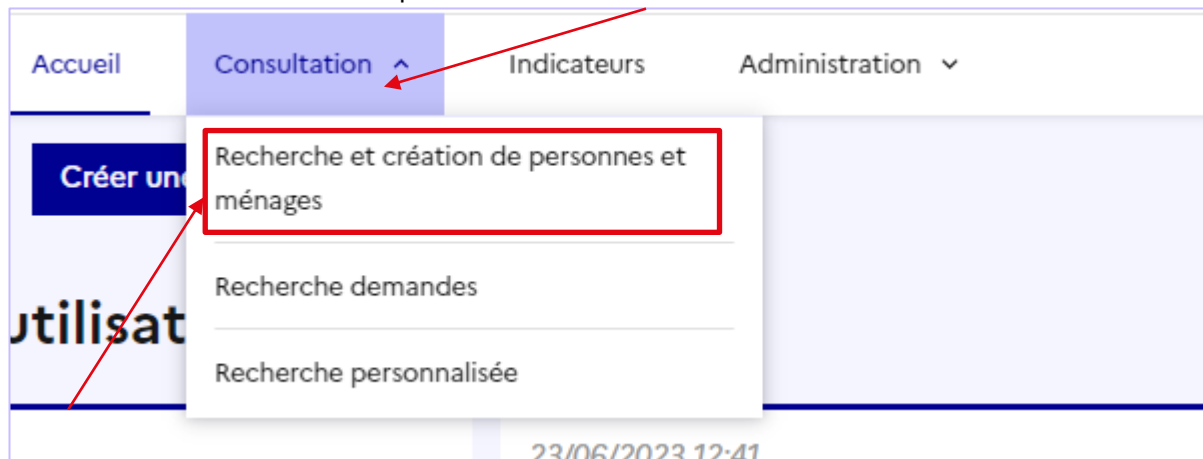 Accueil Consultation Indicateurs Administration
Recherche et création de personnes et
Créer une
ménages
Recherche demandes
utilisat
Recherche personnalisée
23/06/2023 12:41